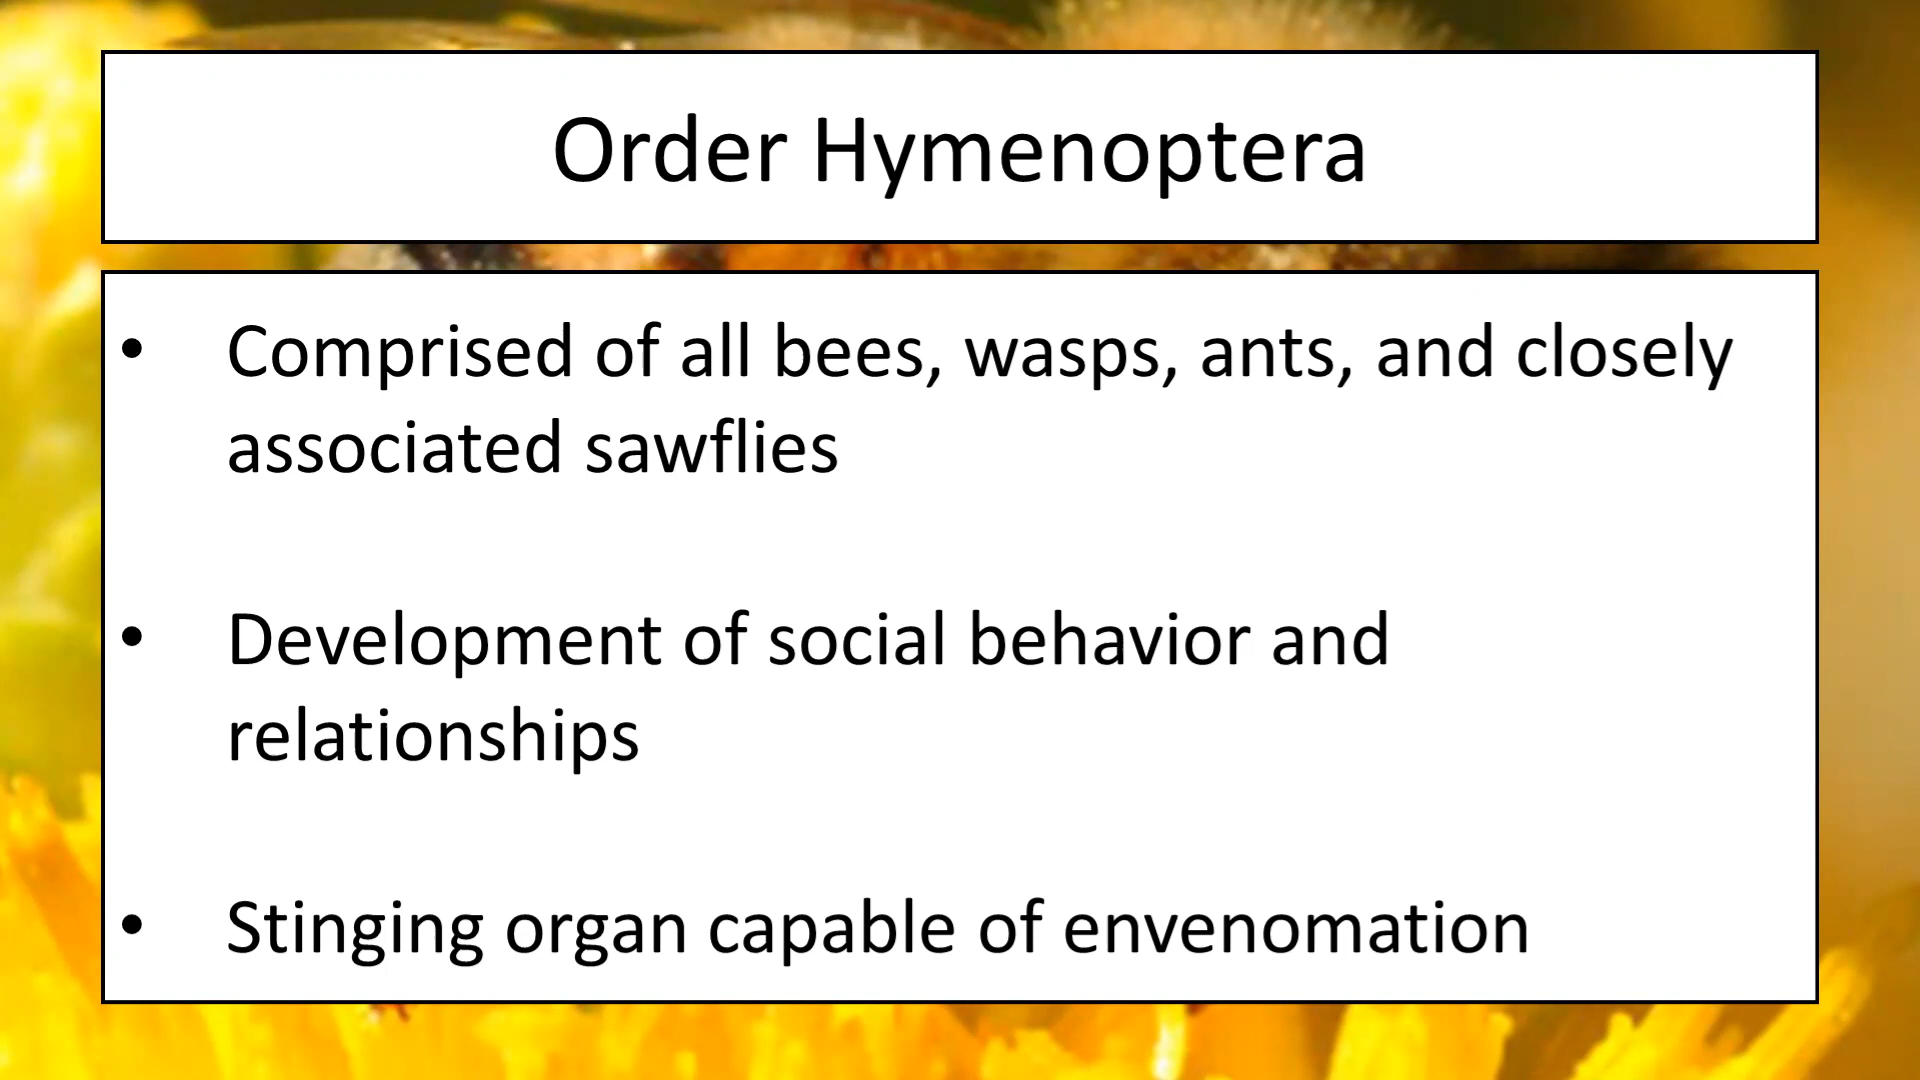 Order Hymenoptera
• Comprised of all bees, wasps, ants, and closely
associated sawflies
• Development of social behavior and
relationships
• Stinging organ capable of envenomation